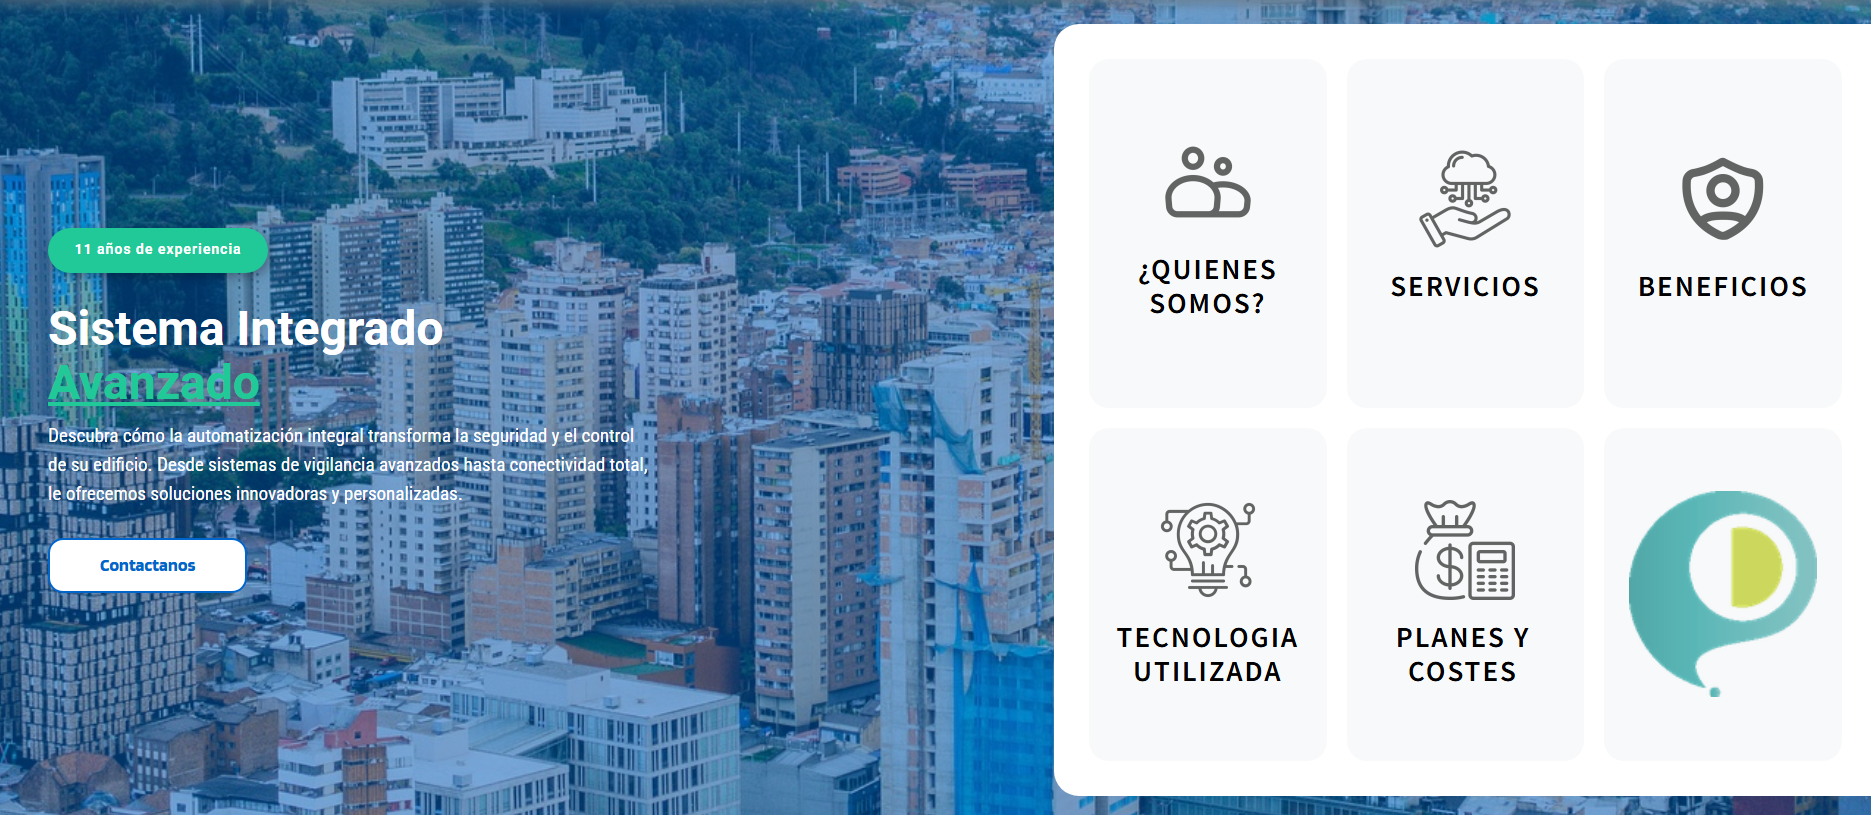 11 años de experiencia
Sistema Integrado
Avanzado
Descubra cómo la automatización integral transforma la seguridad y el control
de su edificio. Desde sistemas de vigilancia avanzados hasta conectividad total,
le ofrecemos soluciones innovadoras y personalizadas.
Contactanos
¿QUIENES
SOMOS?
SERVICIOS
BENEFICIOS
TECNOLOGIA
UTILIZADA
PLANES Y
COSTES